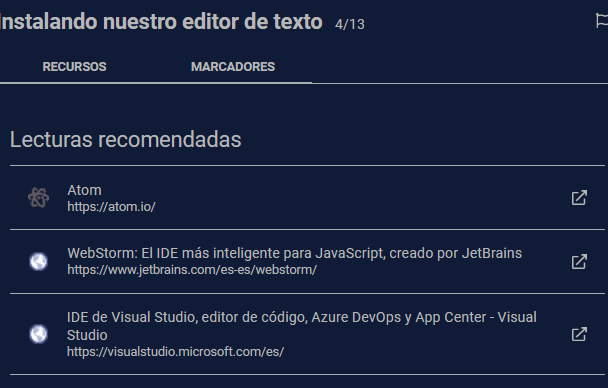 Instalando nuestro editor de texto 4/13
RECURSOS MARCADORES
Lecturas recomendadas
Atom
https://atom.io/
WebStorm: El IDE más inteligente para JavaScript, creado por JetBrains
https://www.jetbrains.com/es-es/webstorm/
IDE de Visual Studio, editor de código, Azure DevOps y App Center - Visual
Studio
https://visualstudio.microsoft.com/es/